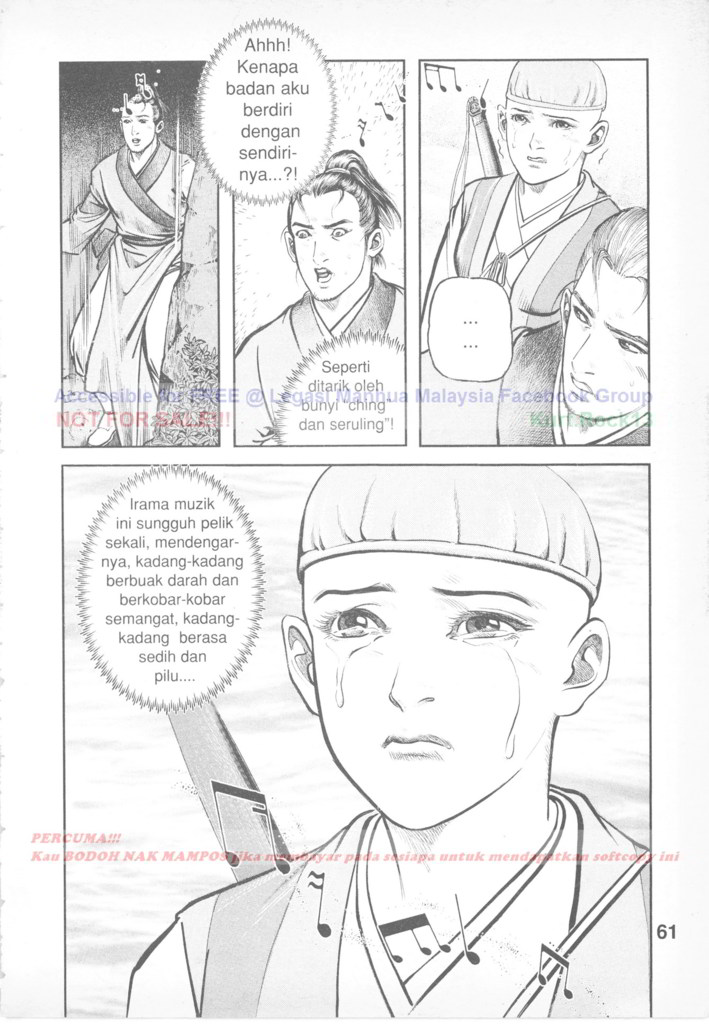 Ahhh!
Kenapa
badan aku
berdiri
dengan
sendiri-
nya...?!
Seperti
ditarik oleh
bunyi "ching
dan seruling"!
...
...
Accessible for FREE @ Legasi Manhua Malaysia Facebook Group
NOT FOR SALE!!!
Irama muzik
ini sungguh pelik
sekali, mendengar-
nya, kadang-kadang
berbuak darah dan
berkobar-kobar
semangat, kadang-
kadang berasa
sedih dan
pilu....
PERCUMA!!!
Kau BODOH NAK MAMPOS jika membayar pada sesiapa untuk mendapatkan softcopy ini
61